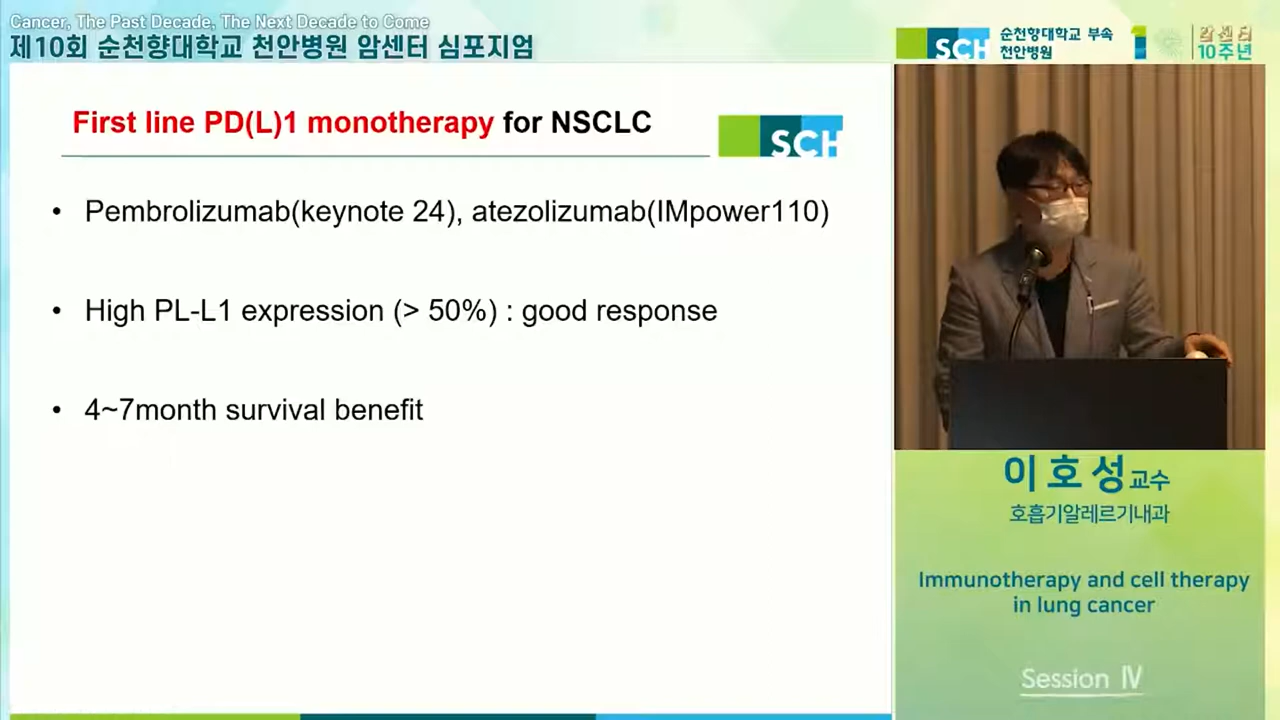 Cancer, The Past Decade, The Next Decade to Come
제10회 순천향대학교 천안병원 암센터 심포지엄
SCH
순천향대학교 부속
천안병원
암센터
10주년
First line PD(L)1 monotherapy for NSCLC
SCH
• Pembrolizumab(keynote 24), atezolizumab(IMpower110)
• High PL-L1 expression (> 50%) : good response
• 4~7month survival benefit
이호성교수
호흡기알레르기내과
Immunotherapy and cell therapy
in lung cancer
Session Ⅳ